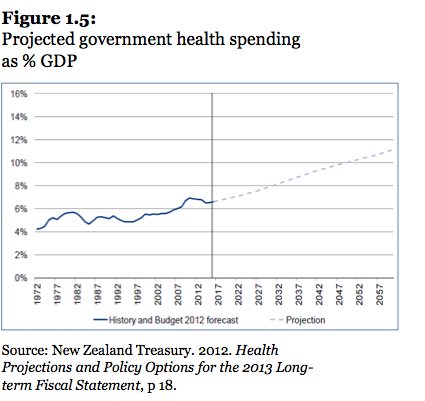 Figure 1.5:
Projected government health spending
as % GDP
16%
14%
12%
10%
8%
6%
4%
2%
0%
1972 1977 1982 1987 1992 1997 2002 2007 2012 2017 2022 2027 2032 2037 2042 2047 2052 2057
History and Budget 2012 forecast Projection
Source: New Zealand Treasury. 2012. Health
Projections and Policy Options for the 2013 Long-
term Fiscal Statement, p 18.